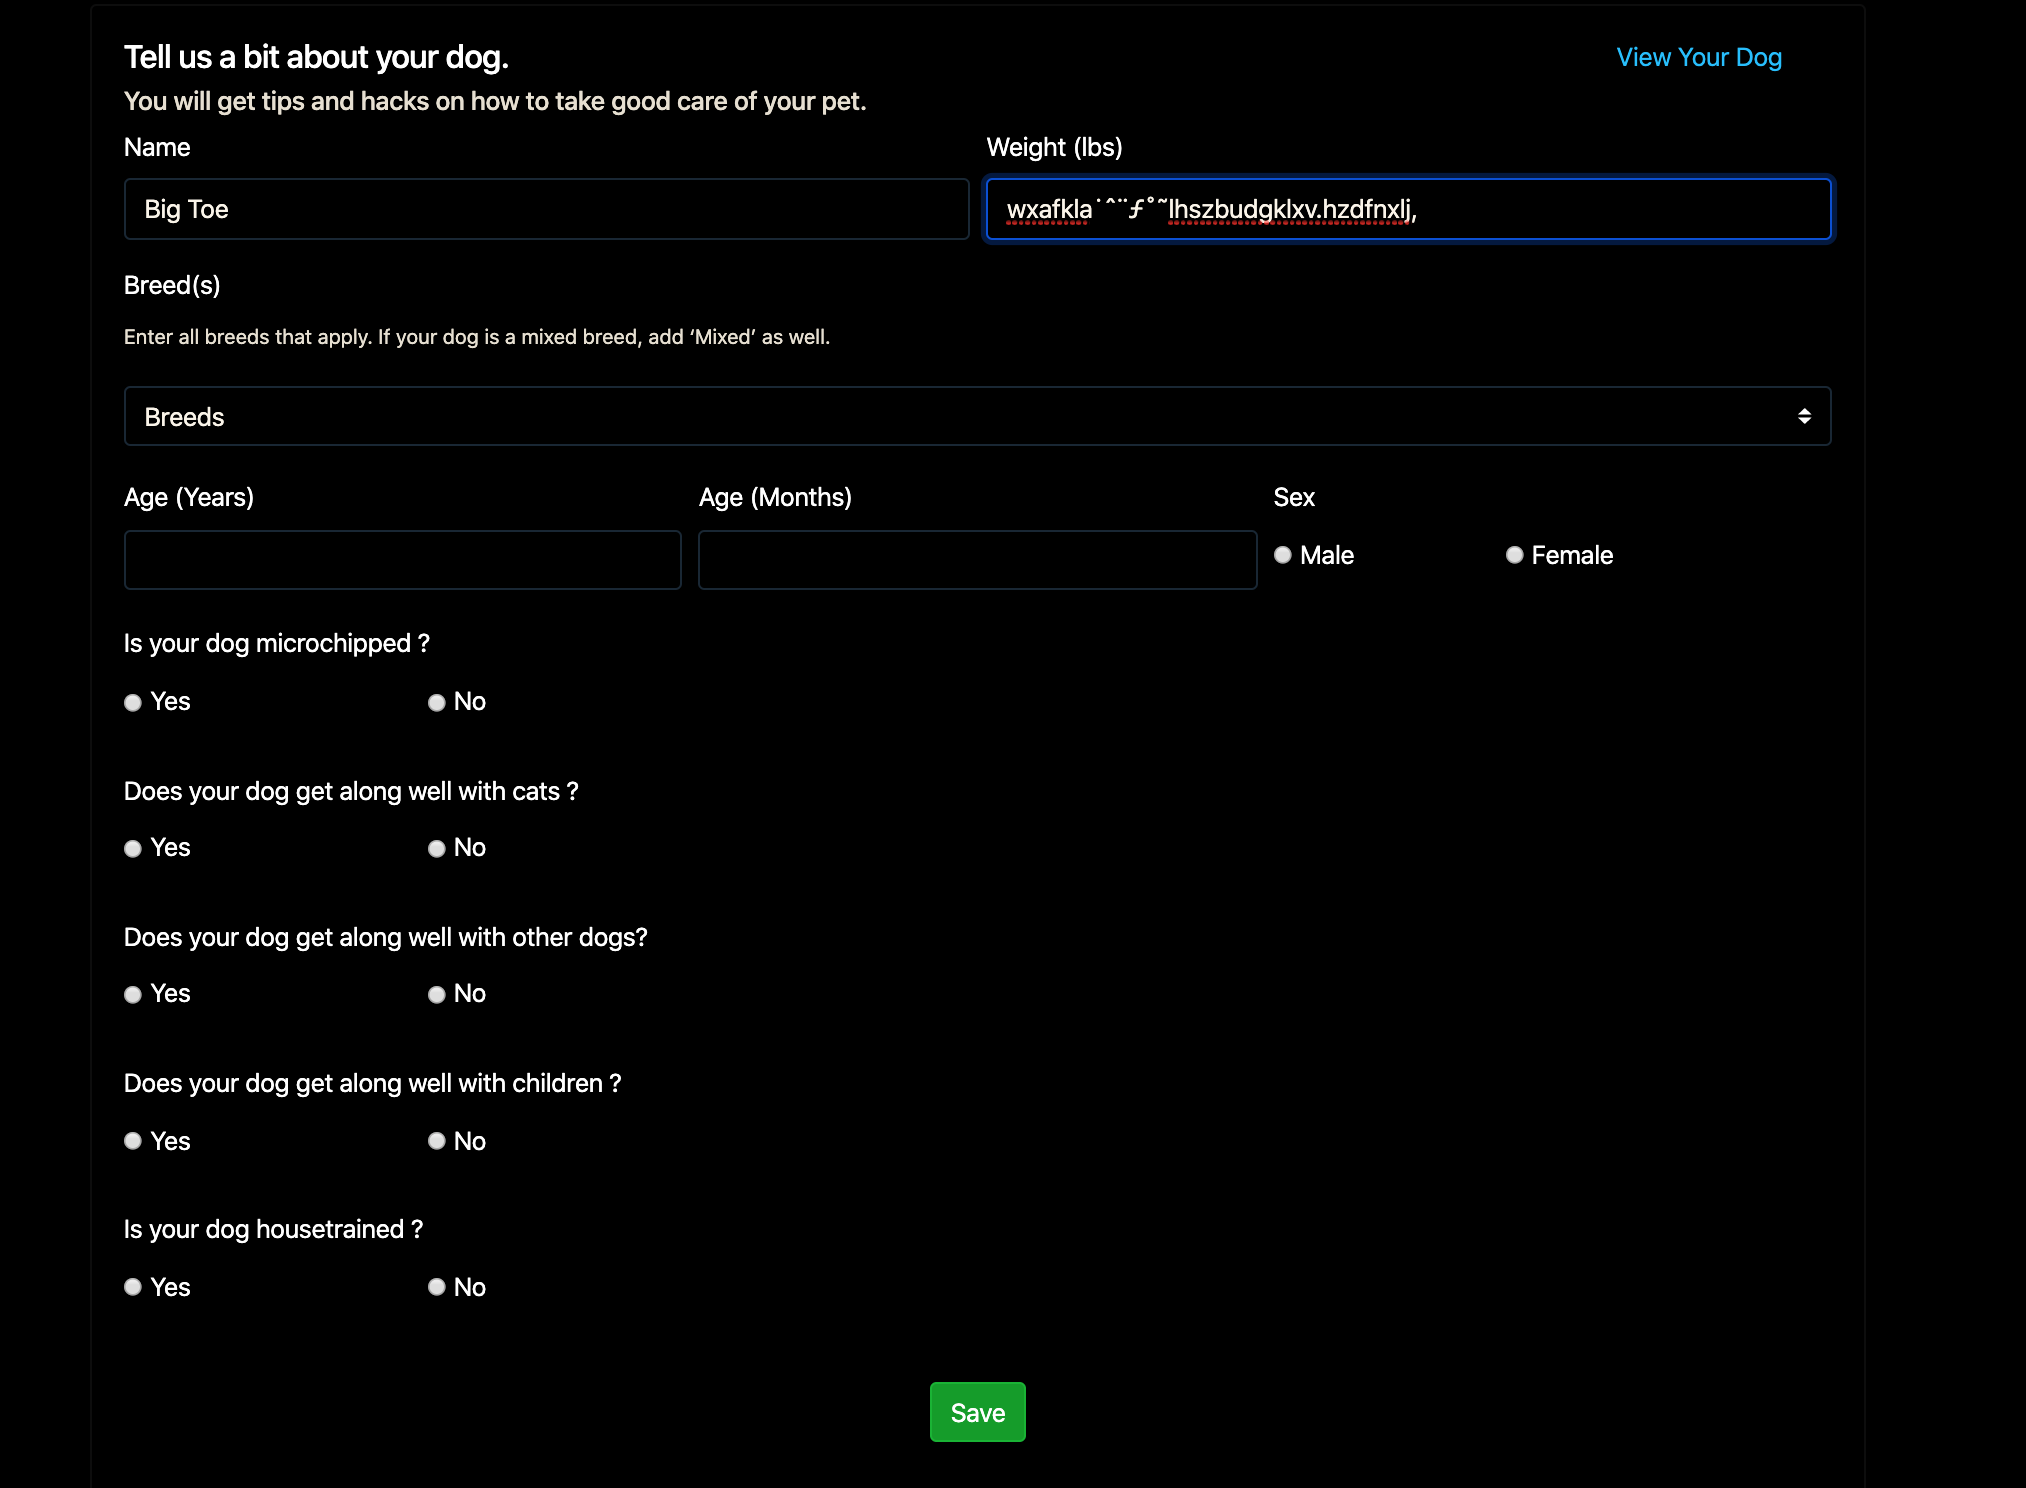 Tell us a bit about your dog.
View Your Dog
You will get tips and hacks on how to take good care of your pet.
Name
Weight (lbs)
Big Toe
wxafkla˙ˆ¨ƒ˚˜lhszbudgklxv.hzdfnxlj,
Breed(s)
Enter all breeds that apply. If your dog is a mixed breed, add ‘Mixed’ as well.
Breeds
Age (Years)
Age (Months)
Sex
Male
Female
Is your dog microchipped ?
Yes
No
Does your dog get along well with cats ?
Yes
No
Does your dog get along well with other dogs?
Yes
No
Does your dog get along well with children ?
Yes
No
Is your dog housetrained ?
Yes
No
Save